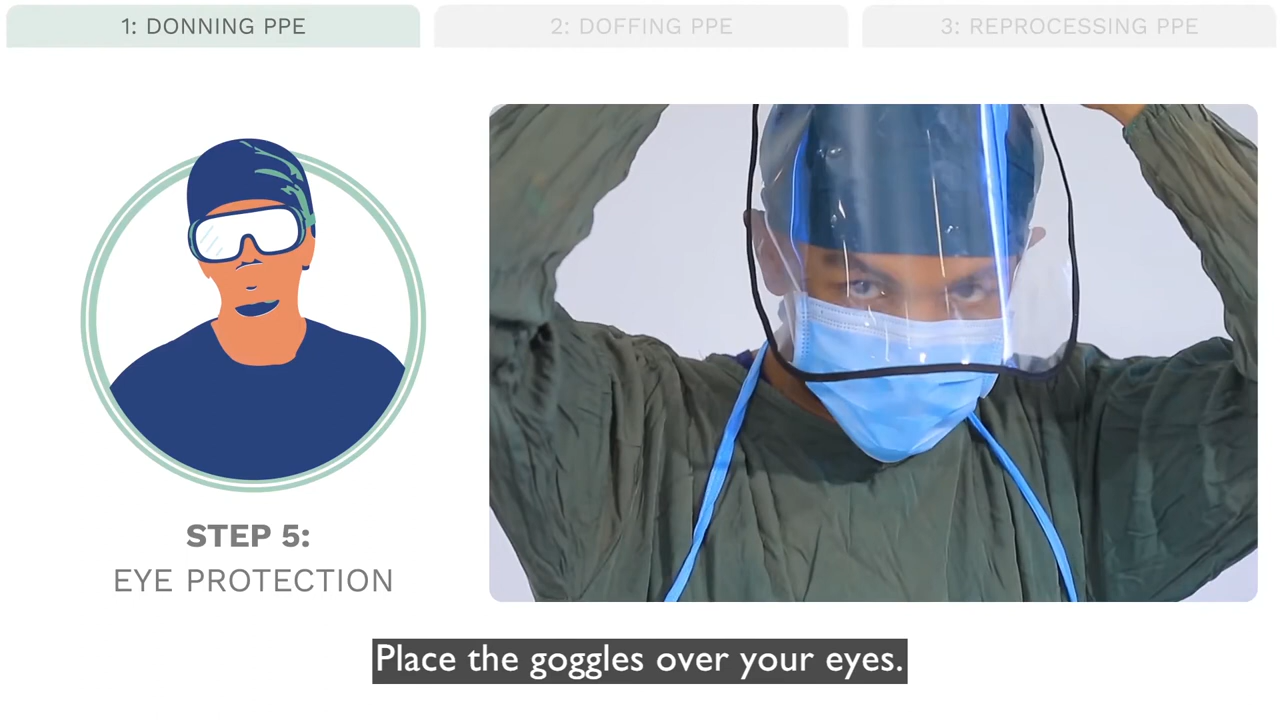 1: DONNING PPE
2: DOFFING PPE
3: REPROCESSING PPE
STEP 5:
EYE PROTECTION
Place the goggles over your eyes.